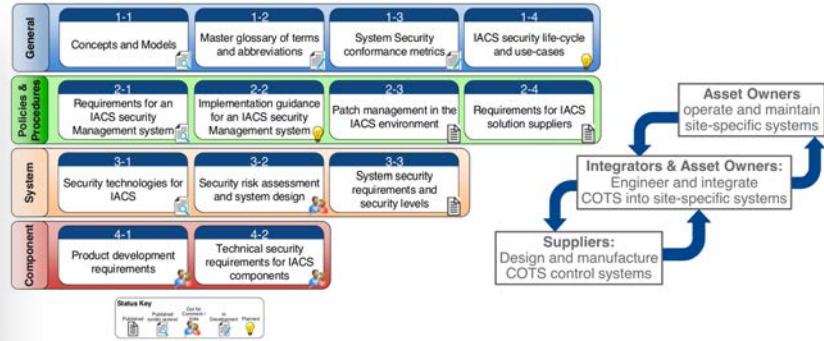 General
1-1
Concepts and Models
1-2
Master glossary of terms
and abbreviations
1-3
System Security
conformance metrics
1-4
IACS security life-cycle
and use-cases
Policies &
Procedures
2-1
Requirements for an
IACS security
Management system
2-2
Implementation guidance
for an IACS security
Management system
2-3
Patch management in the
IACS environment
2-4
Requirements for IACS
solution suppliers
System
3-1
Security technologies for
IACS
3-2
Security risk assessment
and system design
3-3
System security
requirements and
security levels
Component
4-1
Product development
requirements
4-2
Technical security
requirements for IACS
components
Status Key
Published
Published
(under review)
Out for
Comment /
Vote
In
Development
Planned
Asset Owners
operate and maintain
site-specific systems
Integrators & Asset Owners:
Engineer and integrate
COTS into site-specific systems
Suppliers:
Design and manufacture
COTS control systems